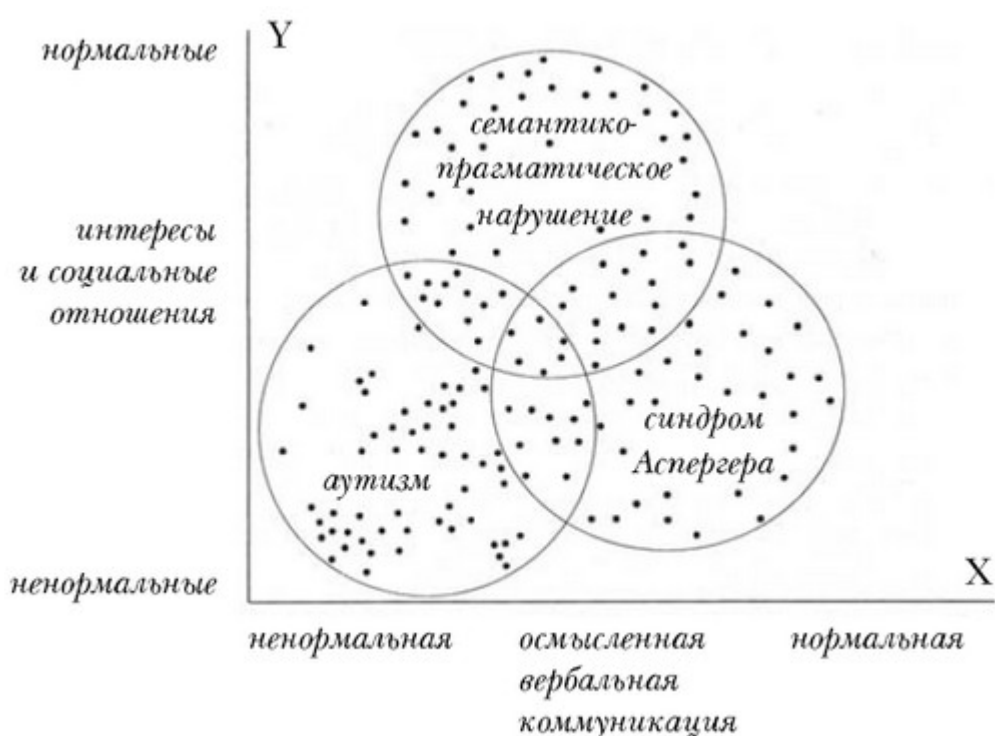 Y
нормальные
семантико-
прагматическое
нарушение
интересы
и социальные
отношения
синдром
Аспергера
аутизм
ненормальные
X
ненормальная
осмысленная
вербальная
коммуникация
нормальная